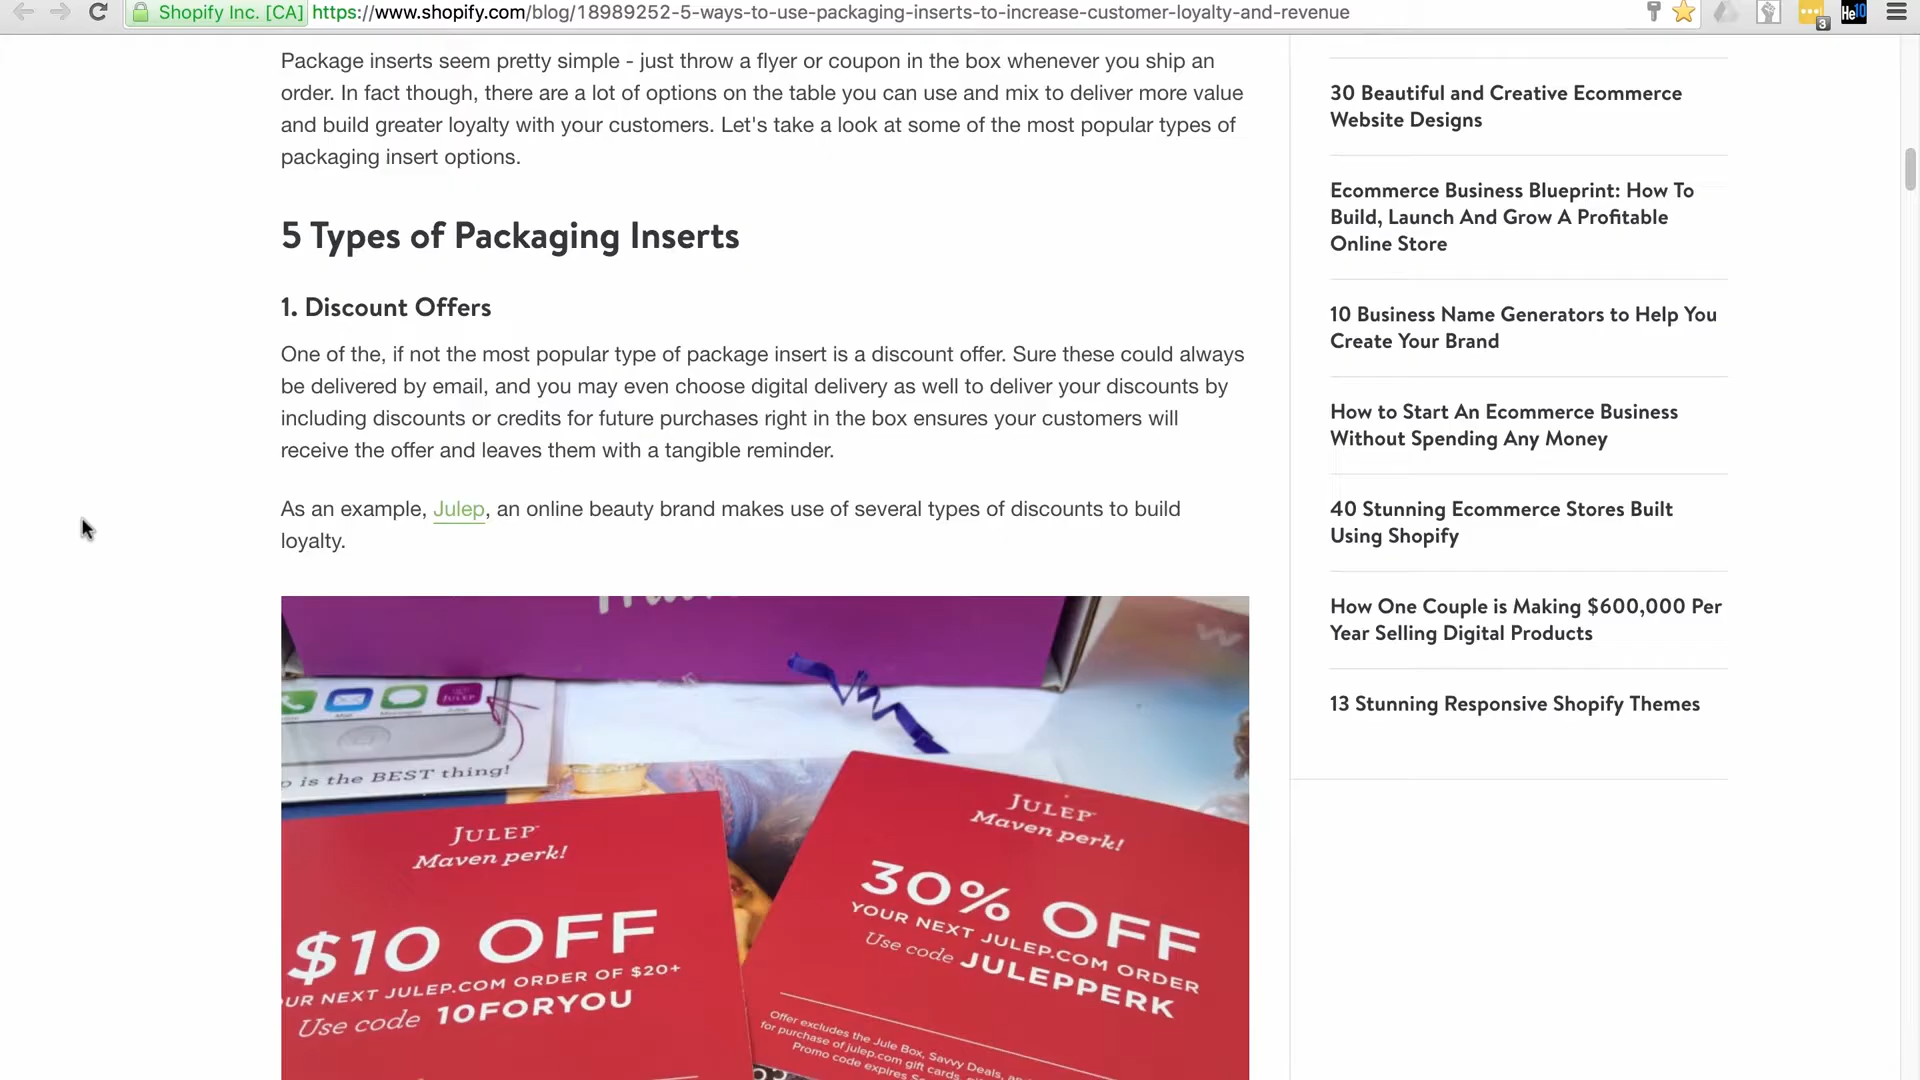 Shopify Inc. [CA] https://www.shopify.com/blog/18989252-5-ways-to-use-packaging-inserts-to-increase-customer-loyalty-and-revenue
3
He10
Package inserts seem pretty simple - just throw a flyer or coupon in the box whenever you ship an
order. In fact though, there are a lot of options on the table you can use and mix to deliver more value
and build greater loyalty with your customers. Let's take a look at some of the most popular types of
packaging insert options.
5 Types of Packaging Inserts
1. Discount Offers
One of the, if not the most popular type of package insert is a discount offer. Sure these could always
be delivered by email, and you may even choose digital delivery as well to deliver your discounts by
including discounts or credits for future purchases right in the box ensures your customers will
receive the offer and leaves them with a tangible reminder.
As an example, Julep, an online beauty brand makes use of several types of discounts to build
loyalty.
Mail
JULEP
is the BEST thing!
JULEP
Maven perk!
$10 OFF
UR NEXT JULEP.COM ORDER OF $20+
Use code 10FORYOU
JULEP
Maven perk!
30% OFF
YOUR NEXT JULEP.COM ORDER
Use code JULEPPERK
Offer excludes the Jule Box, Savvy Deals,
for purchase of julep.com gift cards,
Promo code expires
30 Beautiful and Creative Ecommerce
Website Designs
Ecommerce Business Blueprint: How To
Build, Launch And Grow A Profitable
Online Store
10 Business Name Generators to Help You
Create Your Brand
How to Start An Ecommerce Business
Without Spending Any Money
40 Stunning Ecommerce Stores Built
Using Shopify
How One Couple is Making $600,000 Per
Year Selling Digital Products
13 Stunning Responsive Shopify Themes